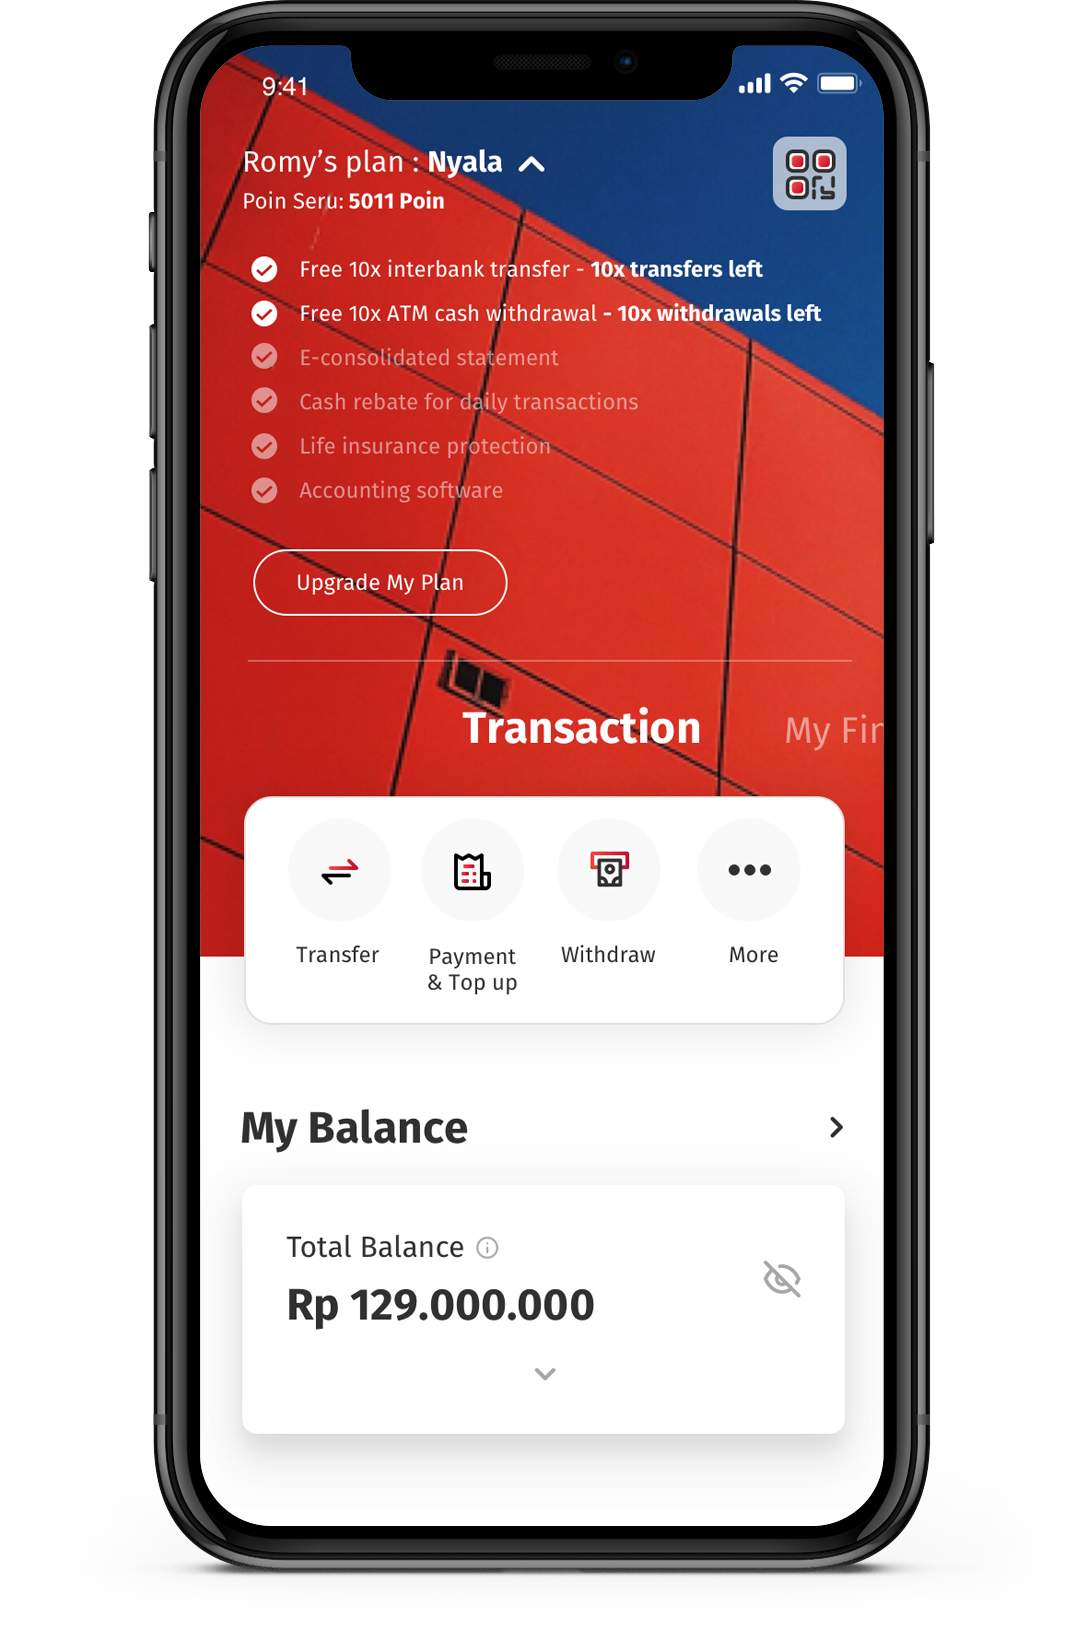 9:41
Romy’s plan : Nyala
Poin Seru: 5011 Poin
Free 10x interbank transfer - 10x transfers left
Free 10x ATM cash withdrawal - 10x withdrawals left
E-consolidated statement
Cash rebate for daily transactions
Life insurance protection
Accounting software
Upgrade My Plan
Transaction My Fin
Transfer
Payment
& Top up
Withdraw
More
My Balance
Total Balance
Rp 129.000.000